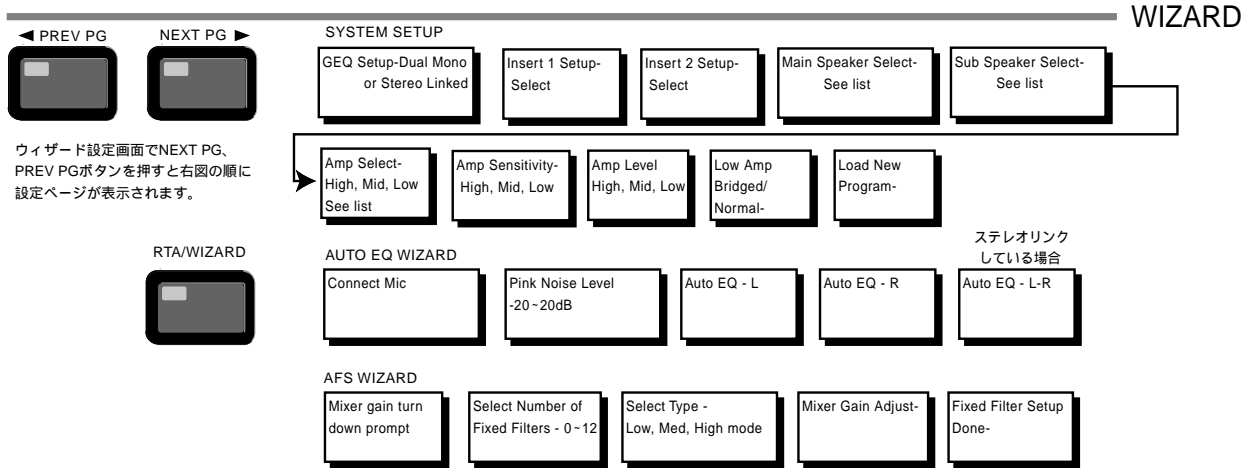 WIZARD
◀ PREV PG
NEXT PG ▶
ウィザード設定画面でNEXT PG、
PREV PGボタンを押すと右図の順に
設定ページが表示されます。
SYSTEM SETUP
GEQ Setup-Dual Mono
or Stereo Linked
Insert 1 Setup-
Select
Insert 2 Setup-
Select
Main Speaker Select-
See list
Sub Speaker Select-
See list
Amp Select-
High, Mid, Low
See list
Amp Sensitivity-
High, Mid, Low
Amp Level
High, Mid, Low
Low Amp
Bridged/
Normal-
Load New
Program-
RTA/WIZARD
AUTO EQ WIZARD
Connect Mic
Pink Noise Level
-20~20dB
Auto EQ - L
Auto EQ - R
ステレオリンク
している場合
Auto EQ - L-R
AFS WIZARD
Mixer gain turn
down prompt
Select Number of
Fixed Filters - 0~12
Select Type -
Low, Med, High mode
Mixer Gain Adjust-
Fixed Filter Setup
Done-